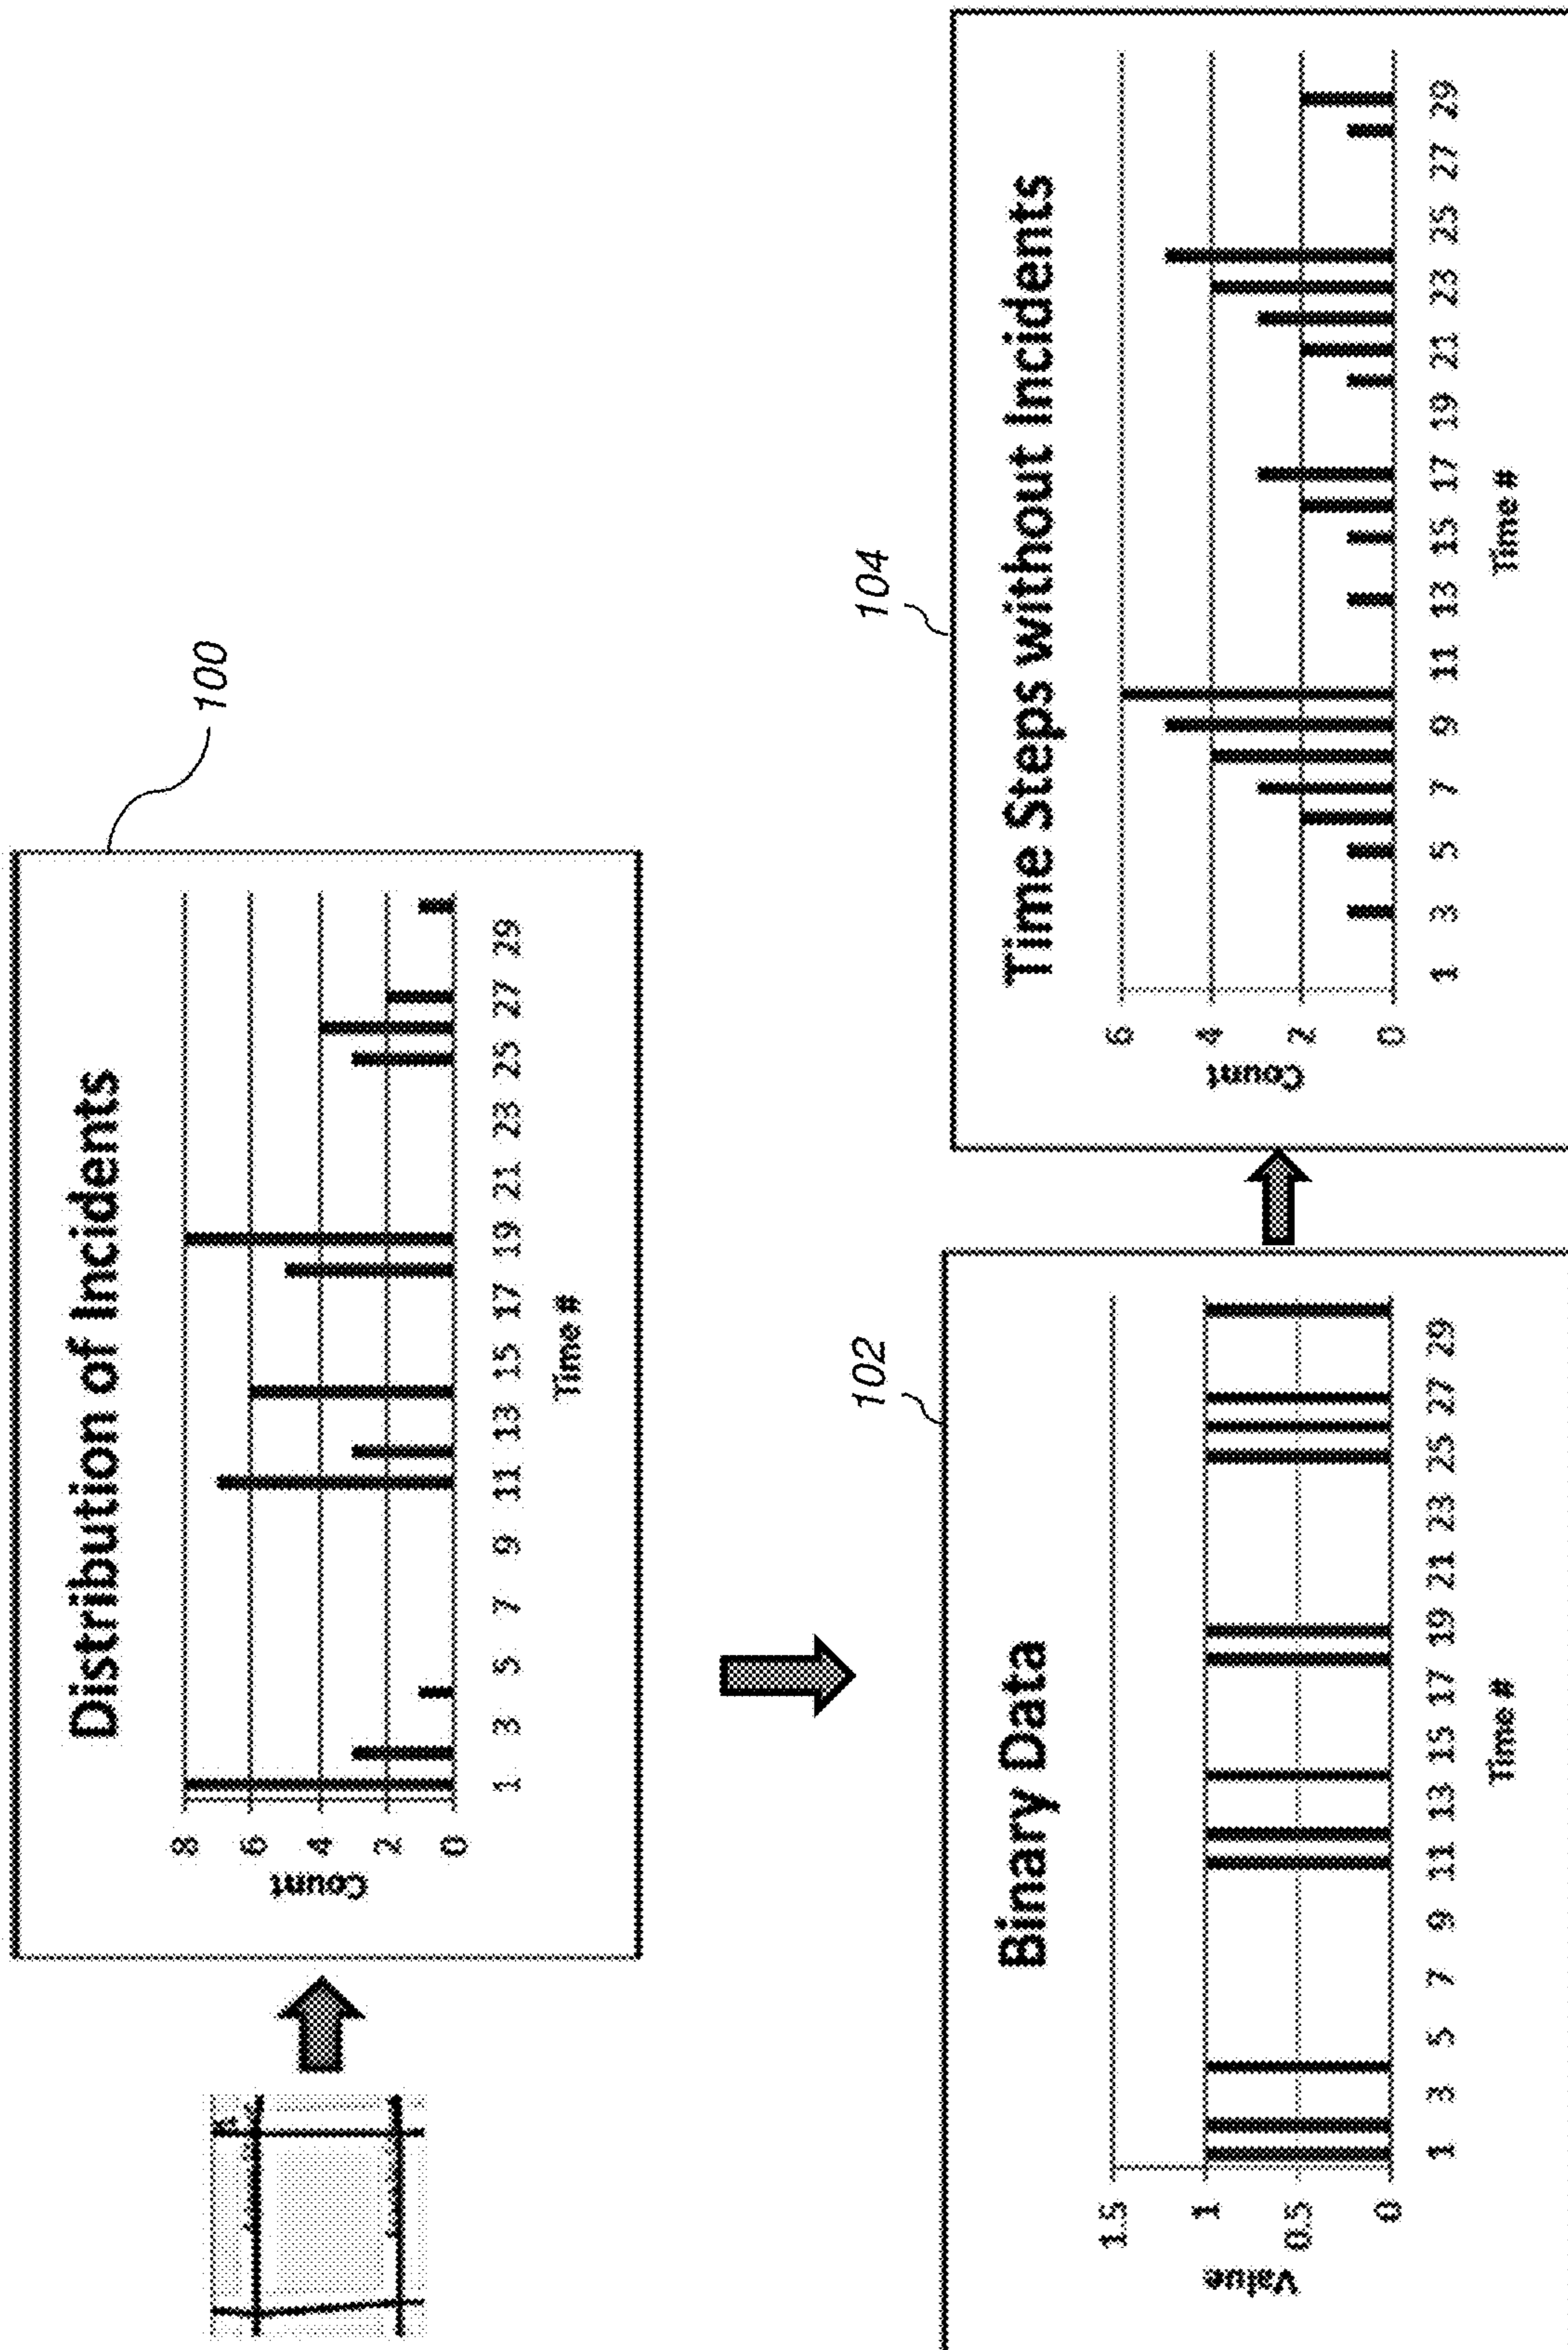 Distribution of Incidents
100
8
6
4
2
0
Count
1 3 5 7 9 11 13 15 17 19 21 23 25 27 29
Time #
Binary Data
102
1.5
1
0.5
0
Value
1 3 5 7 9 11 13 15 17 19 21 23 25 27 29
Time #
Time Steps without Incidents
104
6
4
2
0
Count
1 3 5 7 9 11 13 15 17 19 21 23 25 27 29
Time #